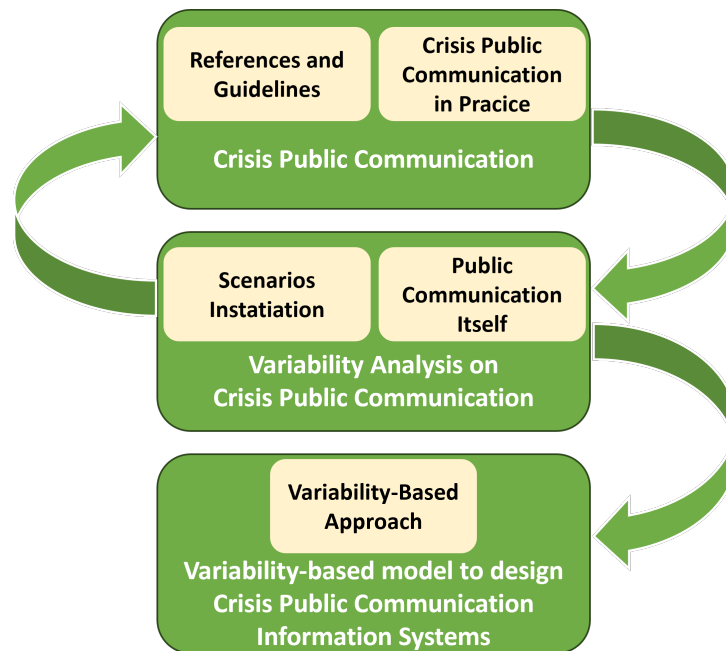 References and
Guidelines
Crisis Public
Communication
in Pracice
Crisis Public Communication
Scenarios
Instatiation
Public
Communication
Itself
Variability Analysis on
Crisis Public Communication
Variability-Based
Approach
Variability-based model to design
Crisis Public Communication
Information Systems